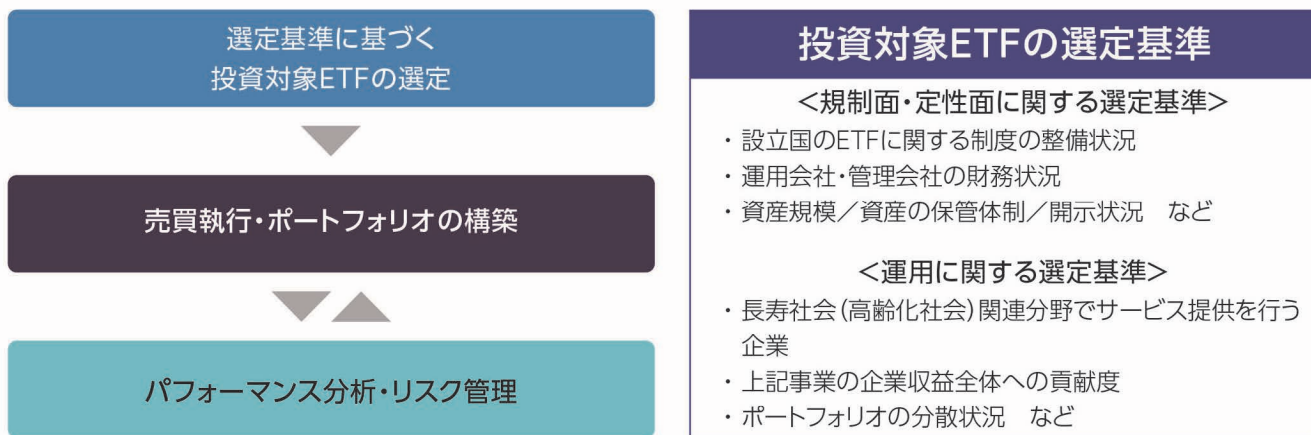 選定基準に基づく
投資対象ETFの選定
売買執行・ポートフォリオの構築
パフォーマンス分析・リスク管理
投資対象ETFの選定基準
＜規制面・定性面に関する選定基準＞
・設立国のETFに関する制度の整備状況
・運用会社・管理会社の財務状況
・資産規模／資産の保管体制／開示状況　など
＜運用に関する選定基準＞
・長寿社会（高齢化社会）関連分野でサービス提供を行う
企業
・上記事業の企業収益全体への貢献度
・ポートフォリオの分散状況　など